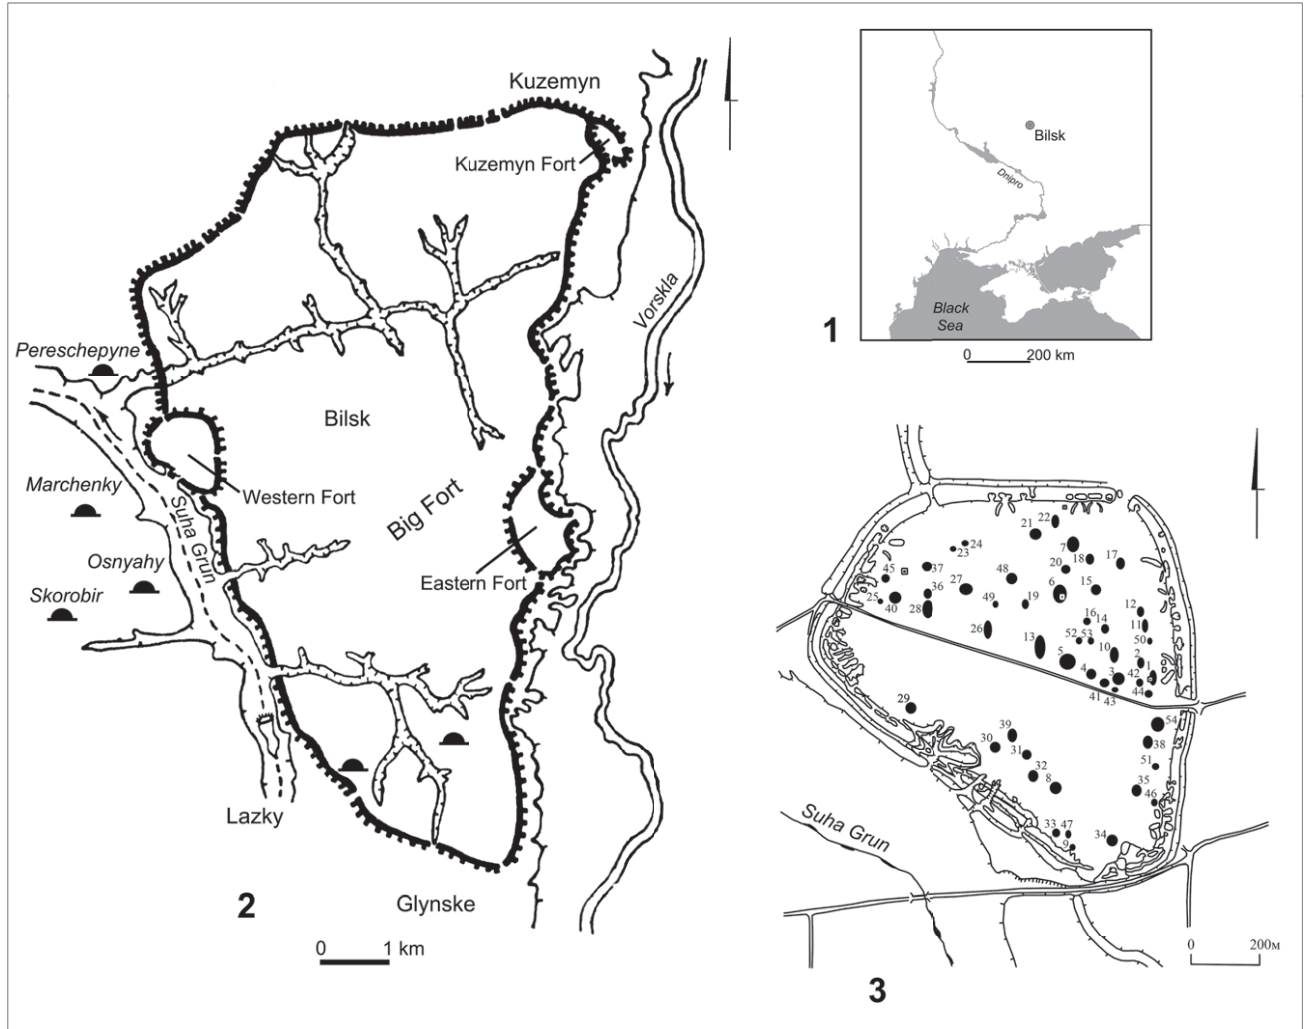 Kuzemyn
Kuzemyn Fort
Vorskla
Pereschepyne
Bilsk
Western Fort
Big Fort
Marchenky
Suha Grun
Osnyahy
Skorobir
Eastern Fort
Lazky
Glynske
2
0 1 km
Bilsk
Dnipro
Black
Sea
1
0 200 km
22
21
7
24
23
18
17
20
45
37
48
6
15
27
36
49
19
25
40
28
12
16
14
11
26
13
52
53
50
10
5
2
4
3
42
1
41
43
44
29
54
39
38
30
31
51
32
8
35
46
33
47
9
34
Suha Grun
0 200м
3